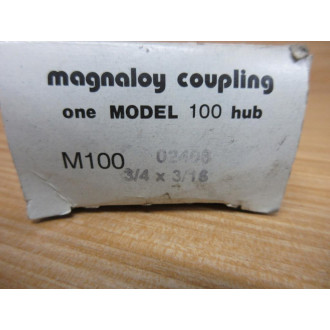 magnaloy coupling
one MODEL 100 hub
M100
3/4 x 3/16